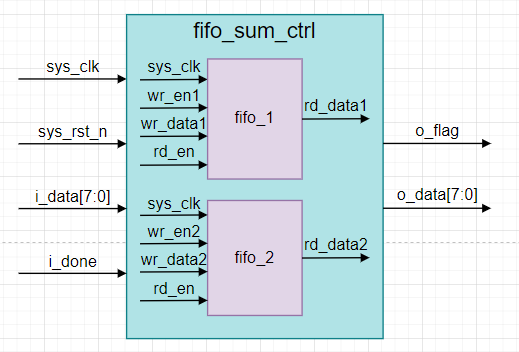 fifo_sum_ctrl
sys_clk
sys_rst_n
i_data[7:0]
i_done
sys_clk
wr_en1
wr_data1
rd_en
fifo_1
rd_data1
sys_clk
wr_en2
wr_data2
rd_en
fifo_2
rd_data2
o_flag
o_data[7:0]